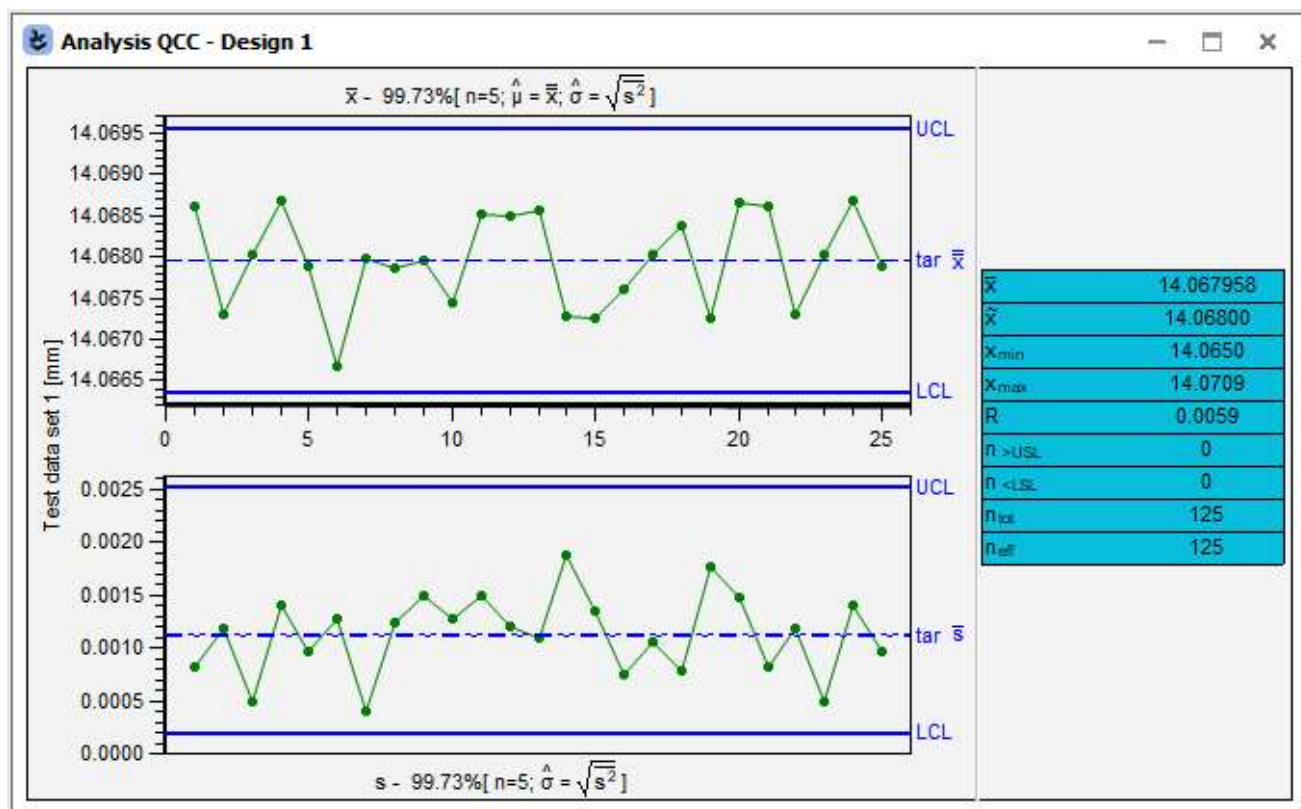 Analysis QCC - Design 1
x̅ - 99.73%[ n=5; μ̂ = x̿; σ̂ = √s̅²̅ ]
14.0695
14.0690
14.0685
14.0680
14.0675
14.0670
14.0665
UCL
tar x̿
LCL
0 5 10 15 20 25
Test data set 1 [mm]
0.0025
0.0020
0.0015
0.0010
0.0005
0.0000
UCL
tar s̅
LCL
s - 99.73%[ n=5; σ̂ = √s̅²̅ ]
x̿ 14.067958
x̃ 14.06800
xmin 14.0650
xmax 14.0709
R 0.0059
n >USL 0
n <LSL 0
ntot 125
neff 125